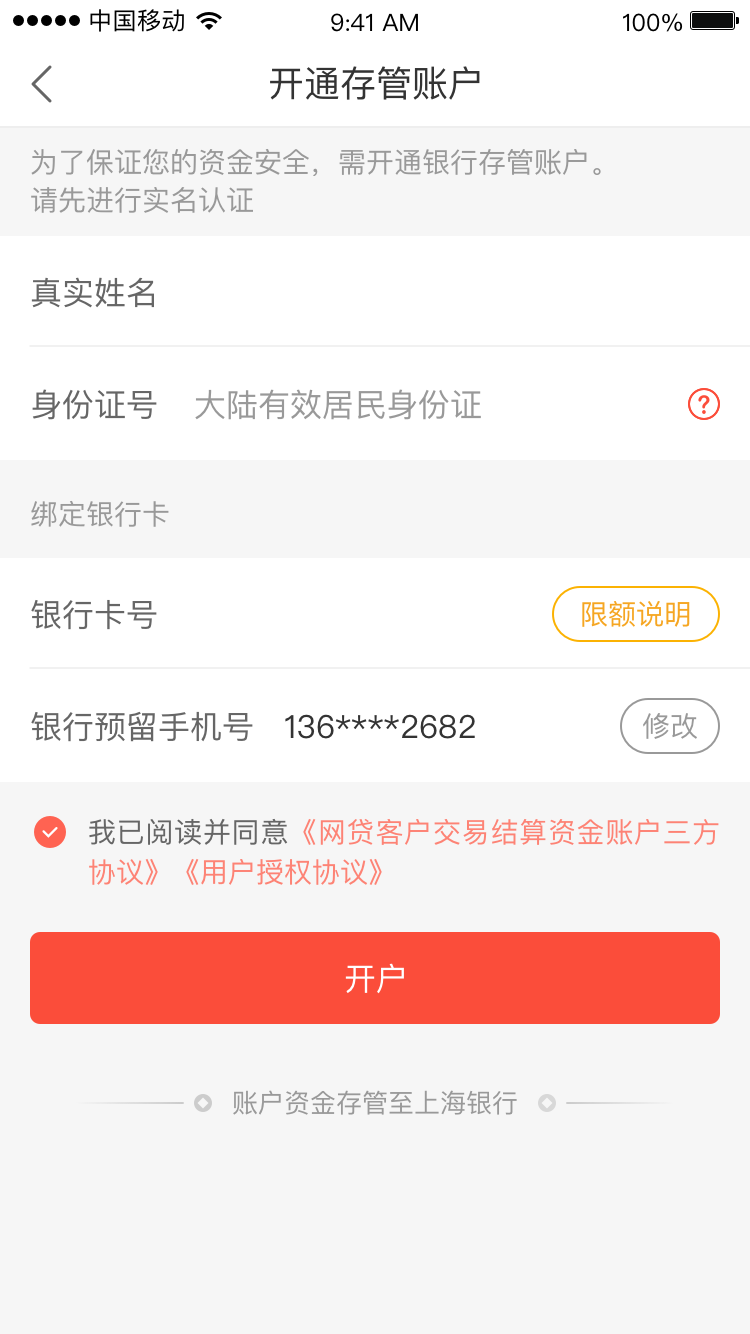 中国移动 9:41 AM 100%
开通存管账户
为了保证您的资金安全，需开通银行存管账户。
请先进行实名认证
真实姓名
身份证号 大陆有效居民身份证 ?
绑定银行卡
银行卡号 限额说明
银行预留手机号 136****2682 修改
我已阅读并同意《网贷客户交易结算资金账户三方
协议》《用户授权协议》
开户
账户资金存管至上海银行